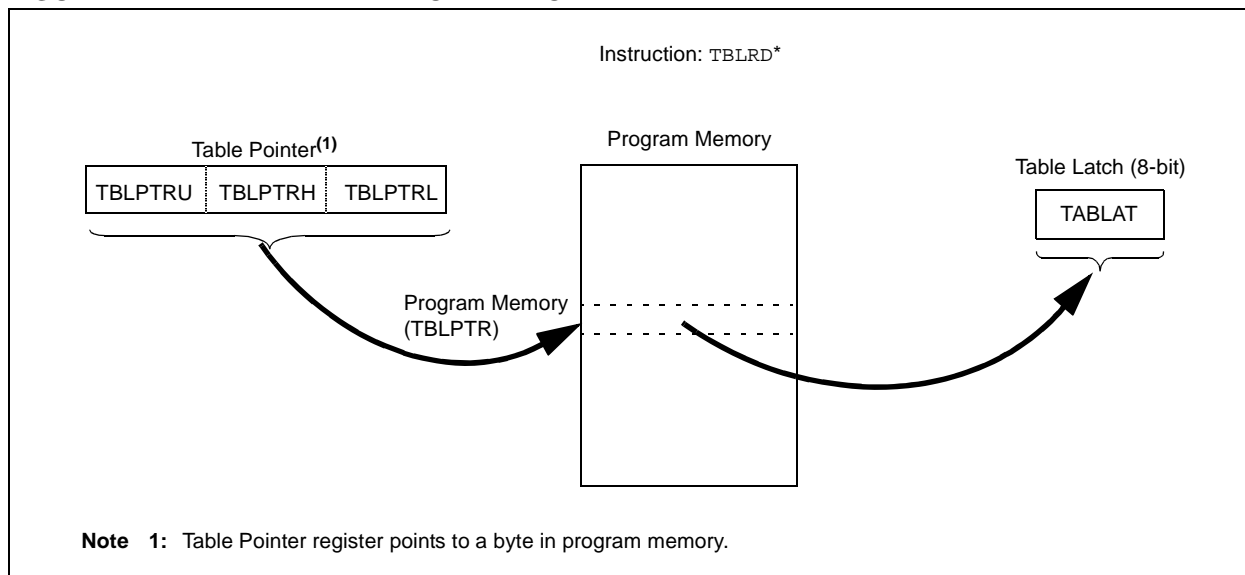 Instruction: TBLRD*
Table Pointer(1)
Program Memory
Table Latch (8-bit)
TBLPTRU TBLPTRH TBLPTRL
TABLAT
Program Memory
(TBLPTR)
Note 1: Table Pointer register points to a byte in program memory.